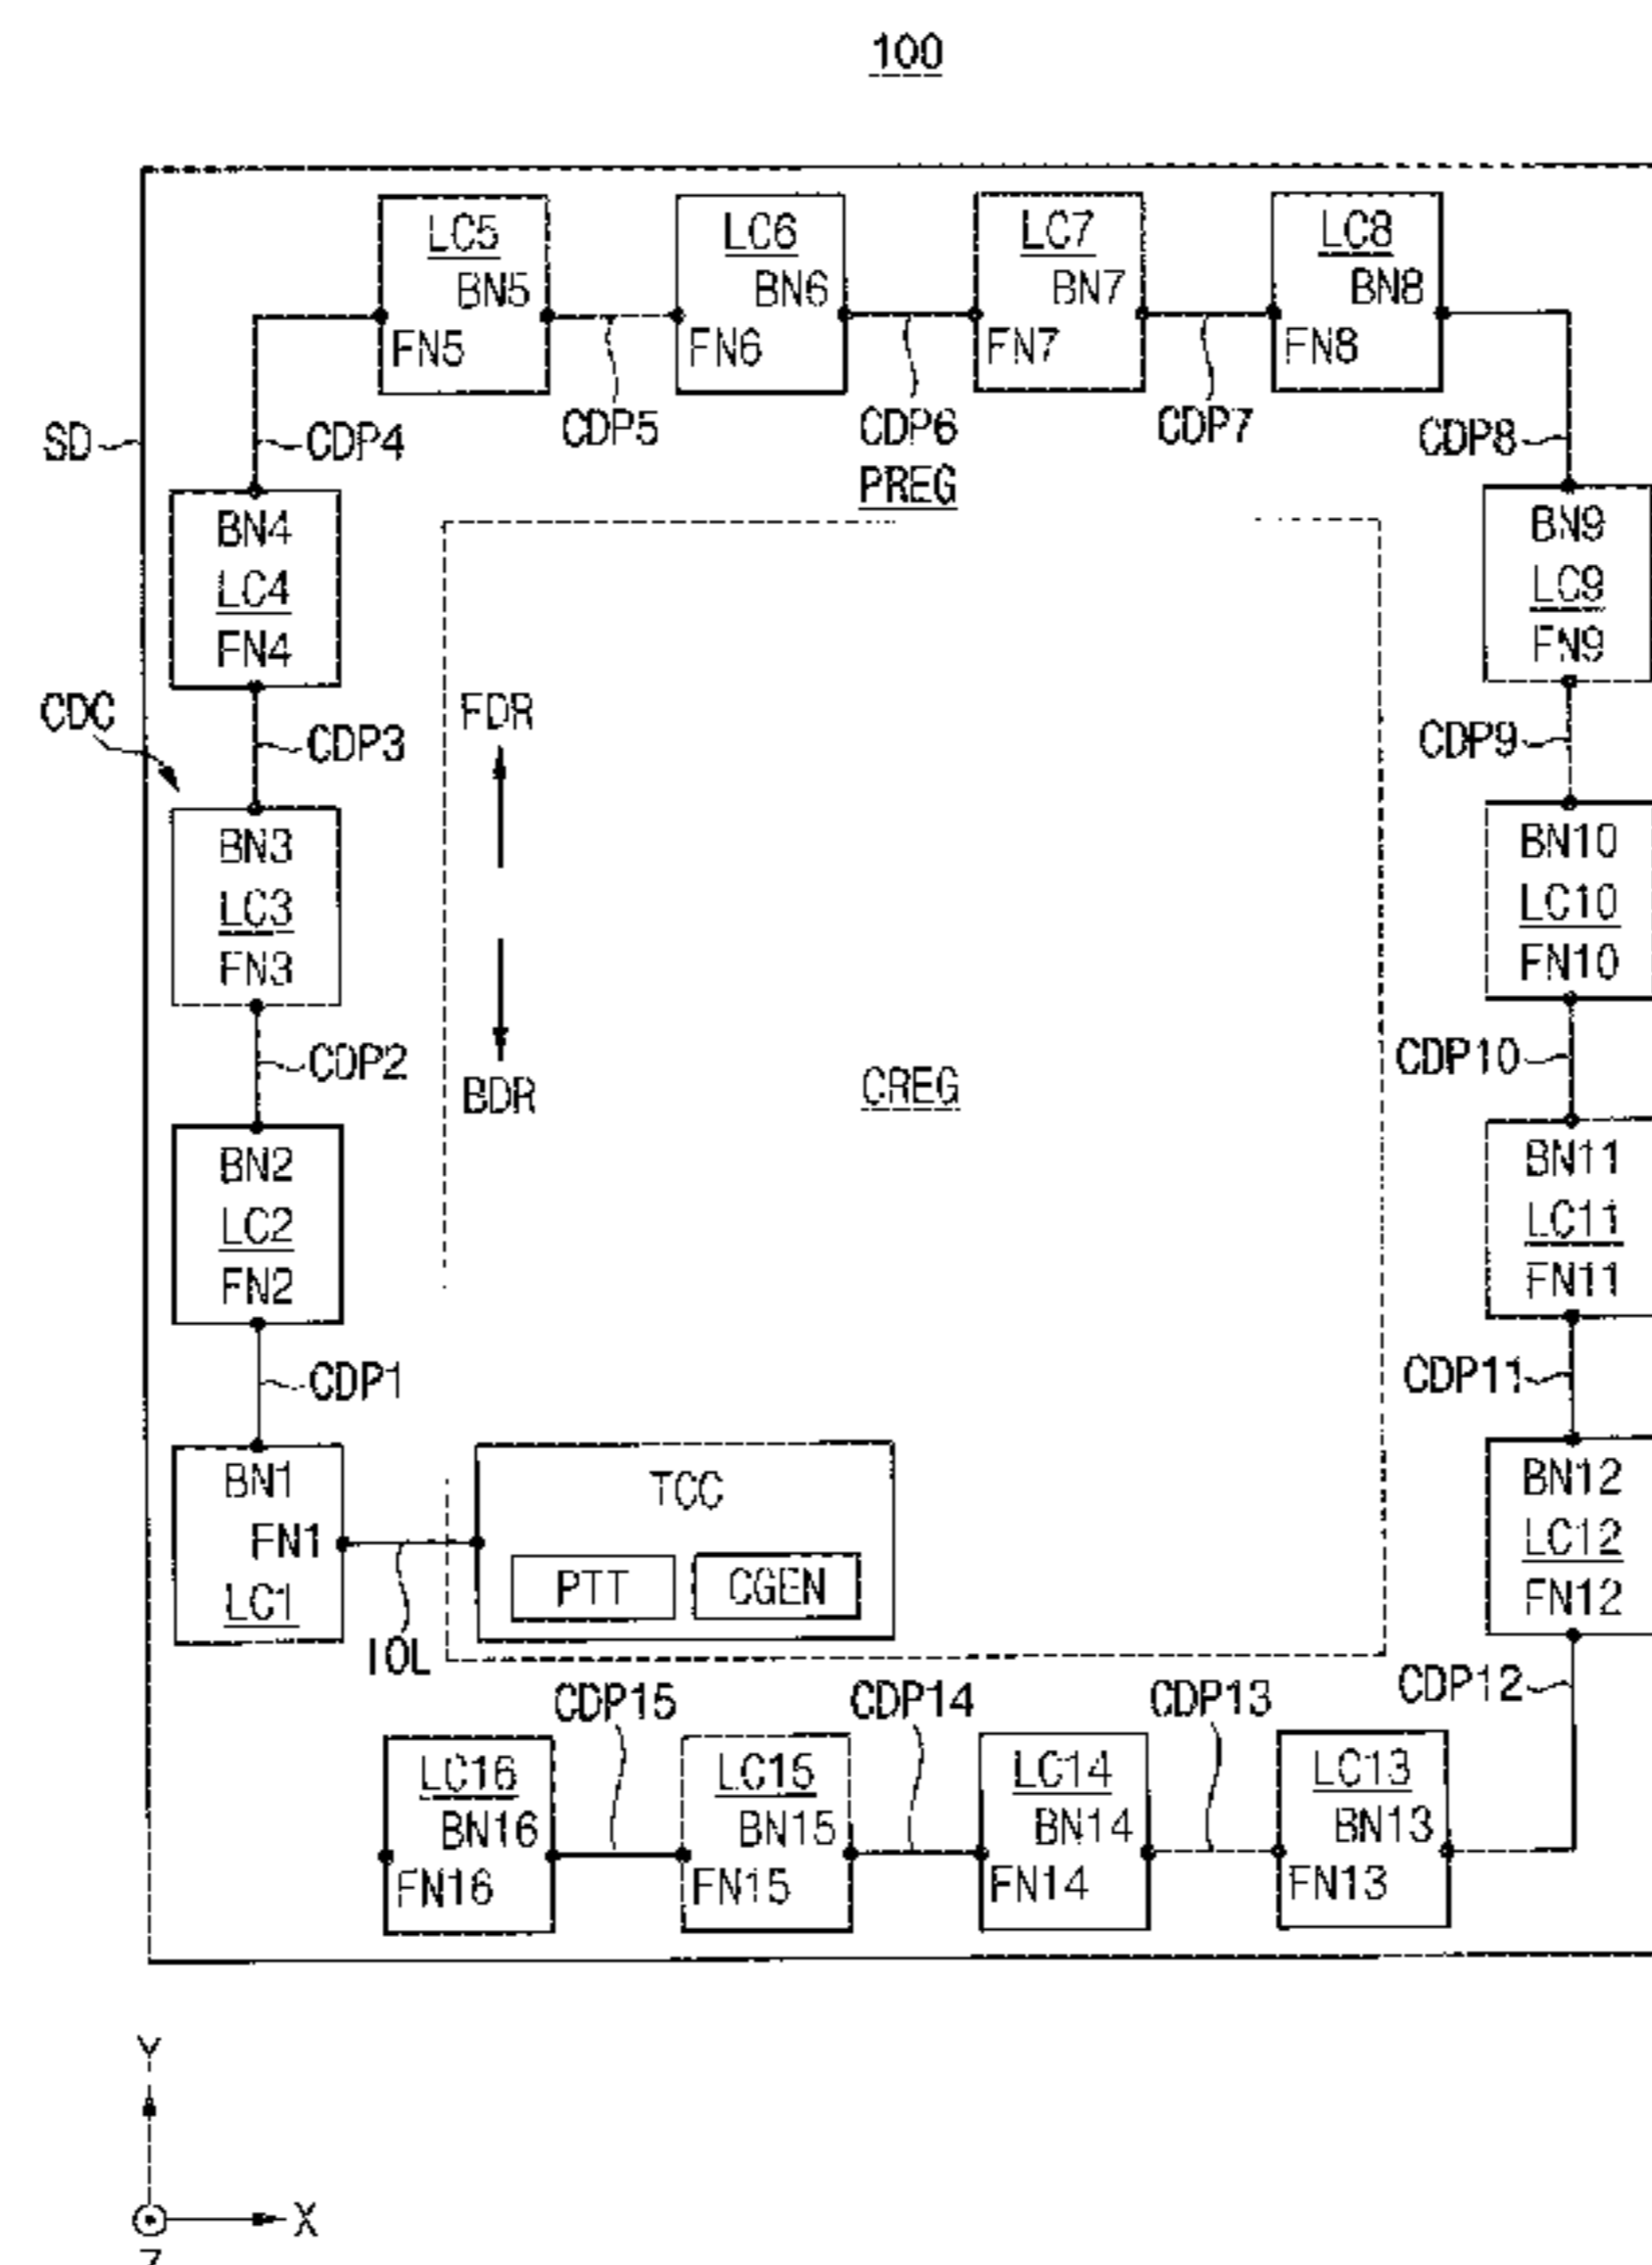 100
LC5
BN5
FN5
LC6
BN6
FN6
LC7
BN7
FN7
LC8
BN8
FN8
SD
CDP4
CDP5
CDP6
CDP7
CDP8
PREG
BN4
LC4
FN4
BN9
LC9
FN9
CDC
CDP3
FDR
CDP9
BN3
LC3
FN3
BN10
LC10
FN10
CDP2
BDR
CREG
CDP10
BN2
LC2
FN2
BN11
LC11
FN11
CDP1
CDP11
BN1
FN1
LC1
TCC
PTT
CGEN
BN12
LC12
FN12
IOL
CDP15
CDP14
CDP13
CDP12
LC16
BN16
FN16
LC15
BN15
FN15
LC14
BN14
FN14
LC13
BN13
FN13
Y
X
Z